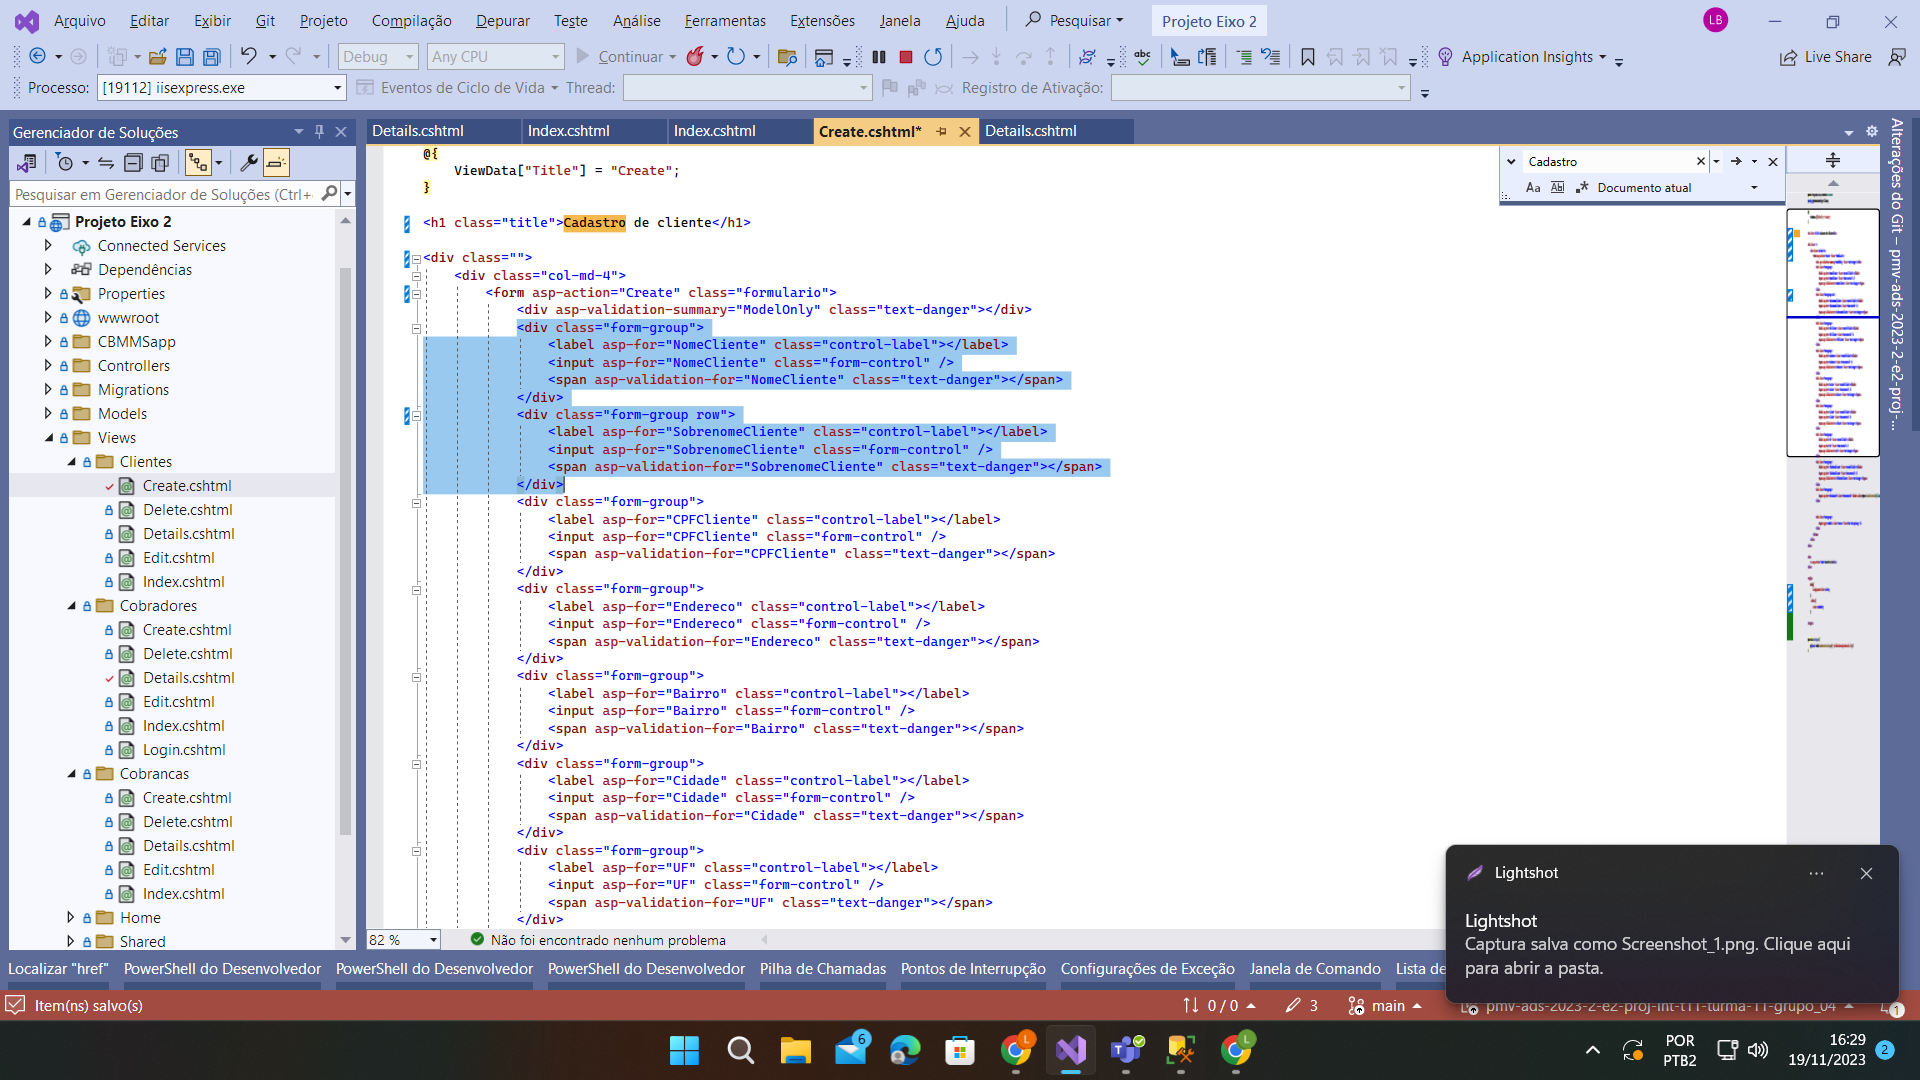 Arquivo Editar Exibir Git Projeto Compilação Depurar Teste Análise Ferramentas Extensões Janela Ajuda Pesquisar Projeto Eixo 2 LB
Debug Any CPU Continuar Application Insights Live Share
Processo: [19112] iisexpress.exe Eventos de Ciclo de Vida Thread: Registro de Ativação:
Gerenciador de Soluções
Pesquisar em Gerenciador de Soluções (Ctrl+
Projeto Eixo 2
Connected Services
Dependências
Properties
wwwroot
CBMMSapp
Controllers
Migrations
Models
Views
Clientes
Create.cshtml
Delete.cshtml
Details.cshtml
Edit.cshtml
Index.cshtml
Cobradores
Create.cshtml
Delete.cshtml
Details.cshtml
Edit.cshtml
Index.cshtml
Login.cshtml
Cobrancas
Create.cshtml
Delete.cshtml
Details.cshtml
Edit.cshtml
Index.cshtml
Home
Shared
Details.cshtml Index.cshtml Index.cshtml Create.cshtml* Details.cshtml
@{
ViewData["Title"] = "Create";
}
<h1 class="title">Cadastro de cliente</h1>
<div class="">
<div class="col-md-4">
<form asp-action="Create" class="formulario">
<div asp-validation-summary="ModelOnly" class="text-danger"></div>
<div class="form-group">
<label asp-for="NomeCliente" class="control-label"></label>
<input asp-for="NomeCliente" class="form-control" />
<span asp-validation-for="NomeCliente" class="text-danger"></span>
</div>
<div class="form-group row">
<label asp-for="SobrenomeCliente" class="control-label"></label>
<input asp-for="SobrenomeCliente" class="form-control" />
<span asp-validation-for="SobrenomeCliente" class="text-danger"></span>
</div>
<div class="form-group">
<label asp-for="CPFCliente" class="control-label"></label>
<input asp-for="CPFCliente" class="form-control" />
<span asp-validation-for="CPFCliente" class="text-danger"></span>
</div>
<div class="form-group">
<label asp-for="Endereco" class="control-label"></label>
<input asp-for="Endereco" class="form-control" />
<span asp-validation-for="Endereco" class="text-danger"></span>
</div>
<div class="form-group">
<label asp-for="Bairro" class="control-label"></label>
<input asp-for="Bairro" class="form-control" />
<span asp-validation-for="Bairro" class="text-danger"></span>
</div>
<div class="form-group">
<label asp-for="Cidade" class="control-label"></label>
<input asp-for="Cidade" class="form-control" />
<span asp-validation-for="Cidade" class="text-danger"></span>
</div>
<div class="form-group">
<label asp-for="UF" class="control-label"></label>
<input asp-for="UF" class="form-control" />
<span asp-validation-for="UF" class="text-danger"></span>
</div>
Cadastro
Aa Ab .* Documento atual
Alterações do Git – pmv-ads-2023-2-e2-proj-...
82 % Não foi encontrado nenhum problema
Lightshot
Lightshot
Captura salva como Screenshot_1.png. Clique aqui
para abrir a pasta.
Localizar "href" PowerShell do Desenvolvedor PowerShell do Desenvolvedor PowerShell do Desenvolvedor Pilha de Chamadas Pontos de Interrupção Configurações de Exceção Janela de Comando Lista de
Item(ns) salvo(s) 0 / 0 3 main pmv-ads-2023-2-e2-proj-int-t11-turma-11-grupo_04 1
6 L L POR
PTB2
16:29
19/11/2023 2